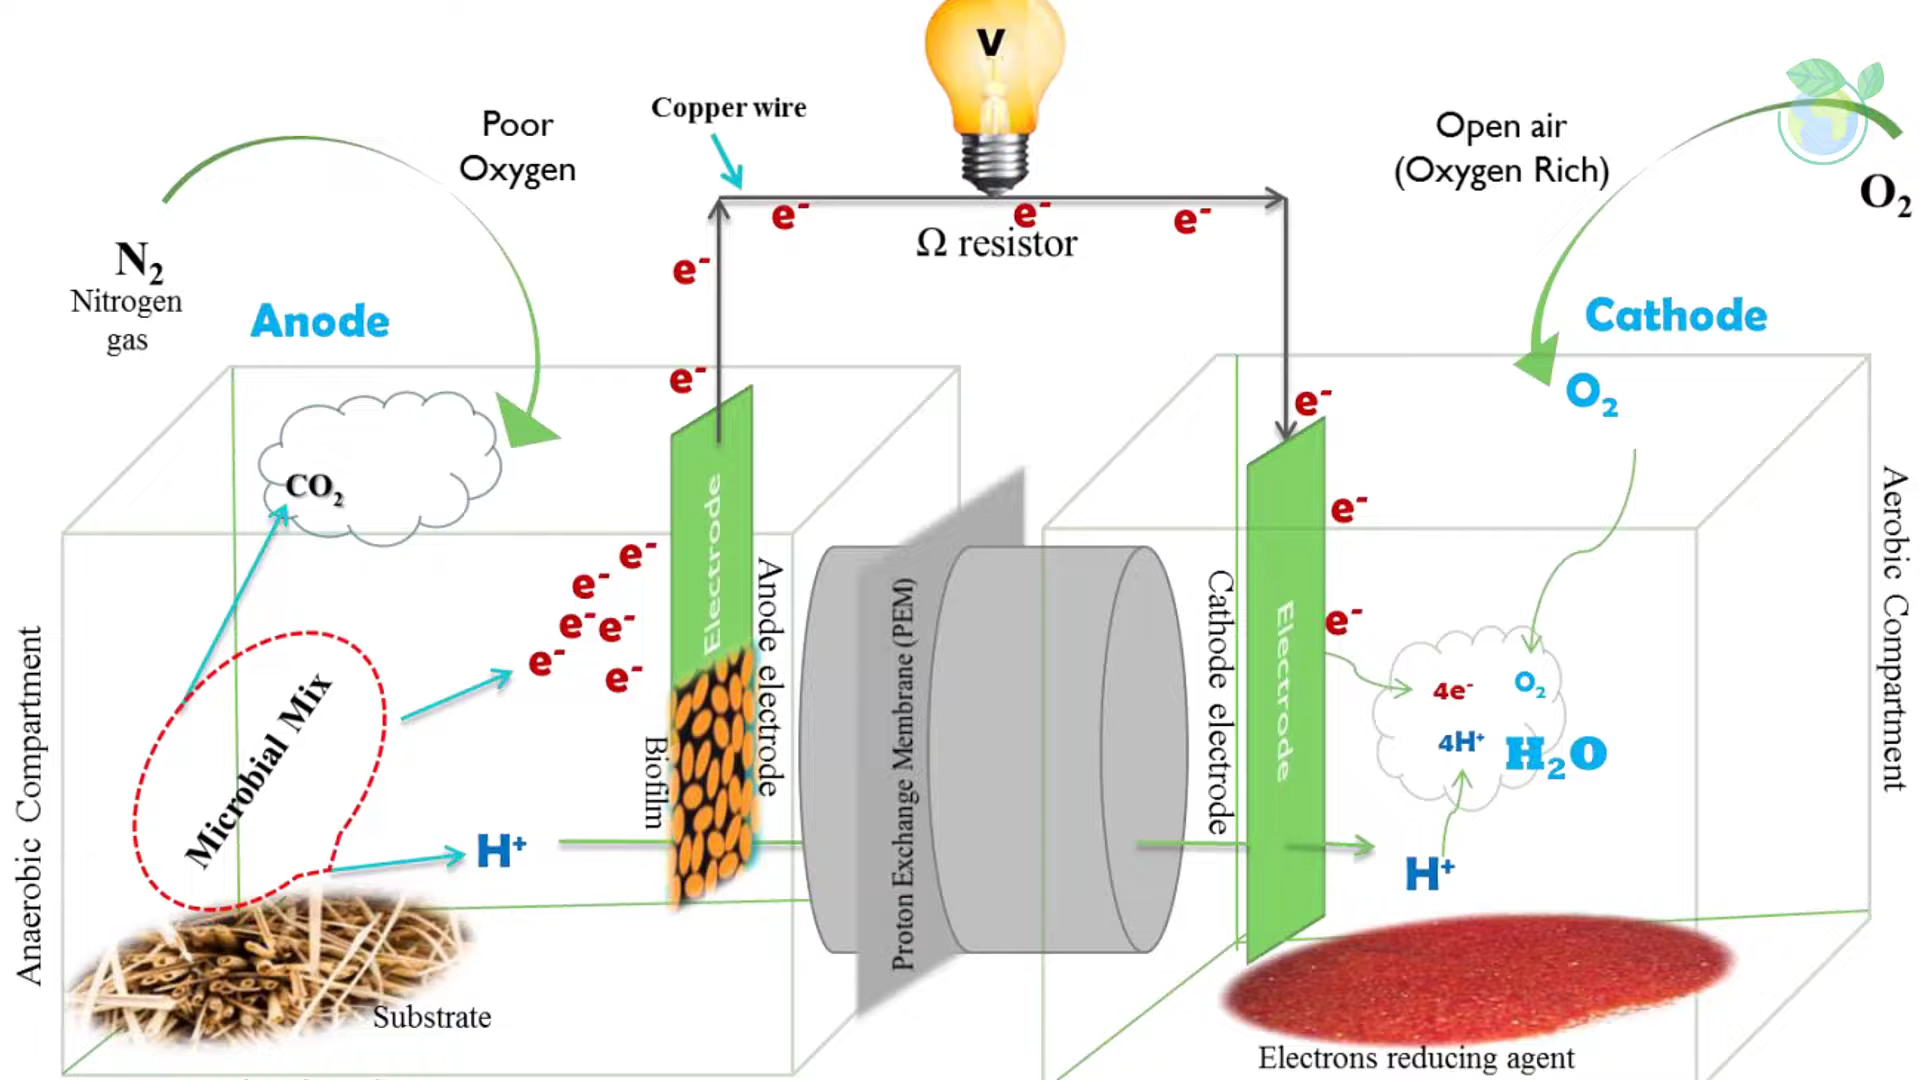 V
Copper wire
Poor
Oxygen
Open air
(Oxygen Rich)
O₂
e⁻
e⁻
e⁻
Ω resistor
e⁻
N₂
Nitrogen
gas
Anode
Cathode
e⁻
O₂
e⁻
CO₂
Electrode
Anode electrode
Biofilm
e⁻
e⁻
e⁻
e⁻
e⁻
e⁻
Microbial Mix
H⁺
Anaerobic Compartment
Substrate
Proton Exchange Membrane (PEM)
Cathode electrode
Electrode
e⁻
e⁻
4e⁻
O₂
4H⁺
H₂O
H⁺
Aerobic Compartment
Electrons reducing agent